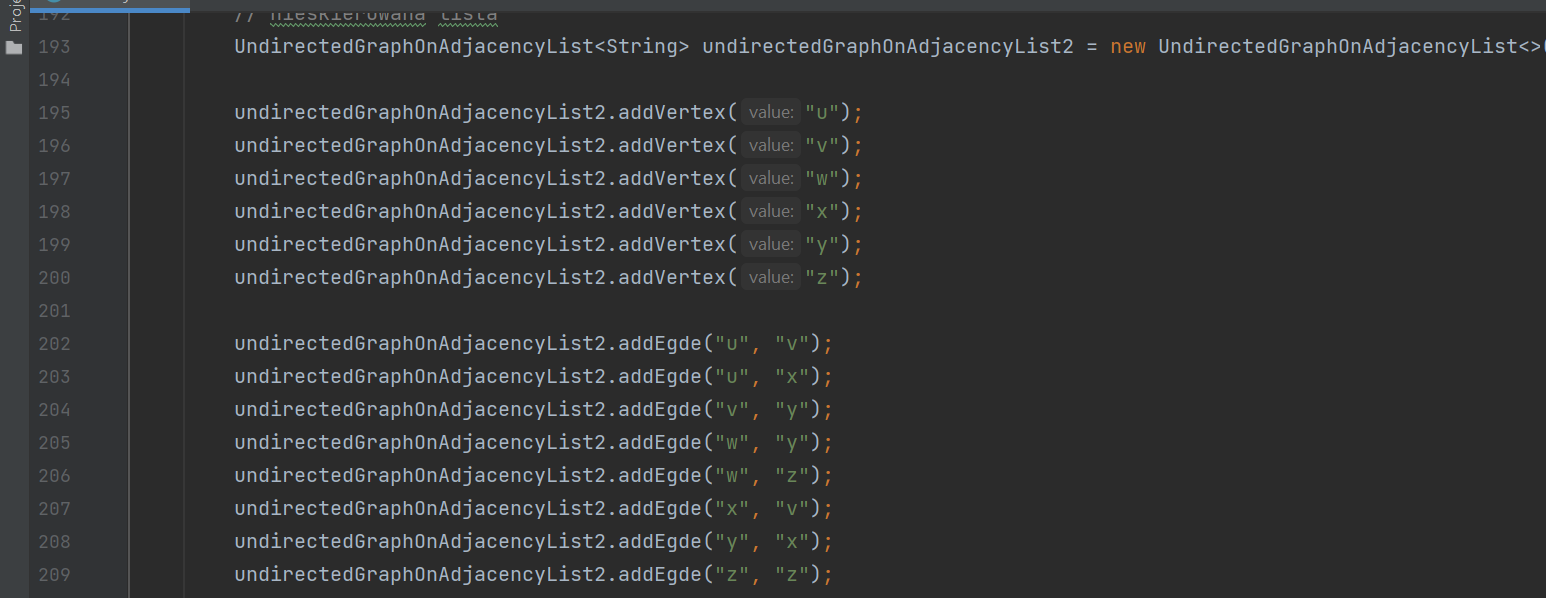 Proje
192 // nieskierowana lista
193 UndirectedGraphOnAdjacencyList<String> undirectedGraphOnAdjacencyList2 = new UndirectedGraphOnAdjacencyList<>(
194
195 undirectedGraphOnAdjacencyList2.addVertex( value: "u");
196 undirectedGraphOnAdjacencyList2.addVertex( value: "v");
197 undirectedGraphOnAdjacencyList2.addVertex( value: "w");
198 undirectedGraphOnAdjacencyList2.addVertex( value: "x");
199 undirectedGraphOnAdjacencyList2.addVertex( value: "y");
200 undirectedGraphOnAdjacencyList2.addVertex( value: "z");
201
202 undirectedGraphOnAdjacencyList2.addEgde("u", "v");
203 undirectedGraphOnAdjacencyList2.addEgde("u", "x");
204 undirectedGraphOnAdjacencyList2.addEgde("v", "y");
205 undirectedGraphOnAdjacencyList2.addEgde("w", "y");
206 undirectedGraphOnAdjacencyList2.addEgde("w", "z");
207 undirectedGraphOnAdjacencyList2.addEgde("x", "v");
208 undirectedGraphOnAdjacencyList2.addEgde("y", "x");
209 undirectedGraphOnAdjacencyList2.addEgde("z", "z");